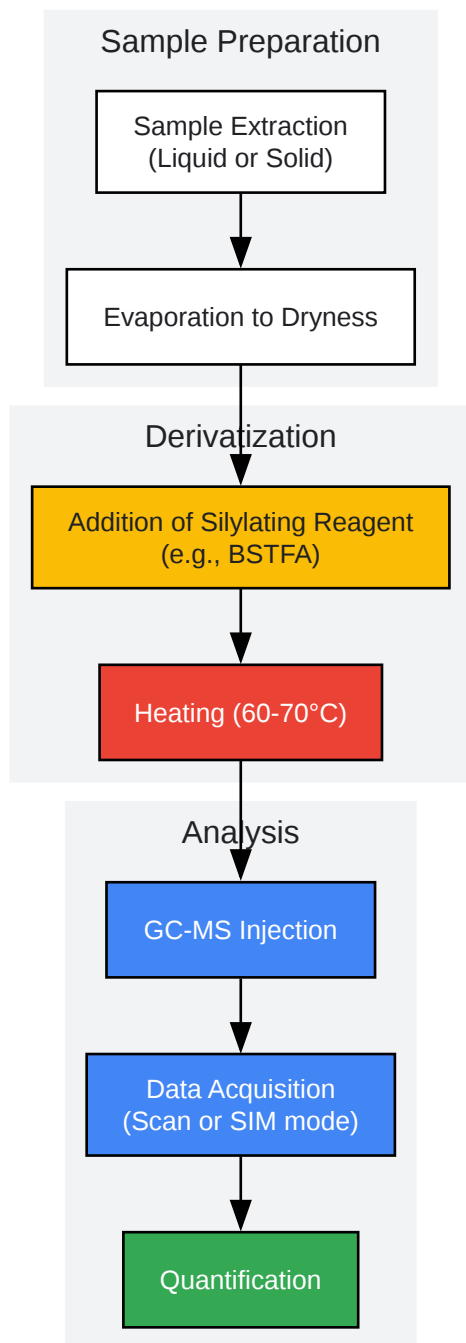 Sample Preparation
Sample Extraction
(Liquid or Solid)
Evaporation to Dryness
Derivatization
Addition of Silylating Reagent
(e.g., BSTFA)
Heating (60-70°C)
Analysis
GC-MS Injection
Data Acquisition
(Scan or SIM mode)
Quantification